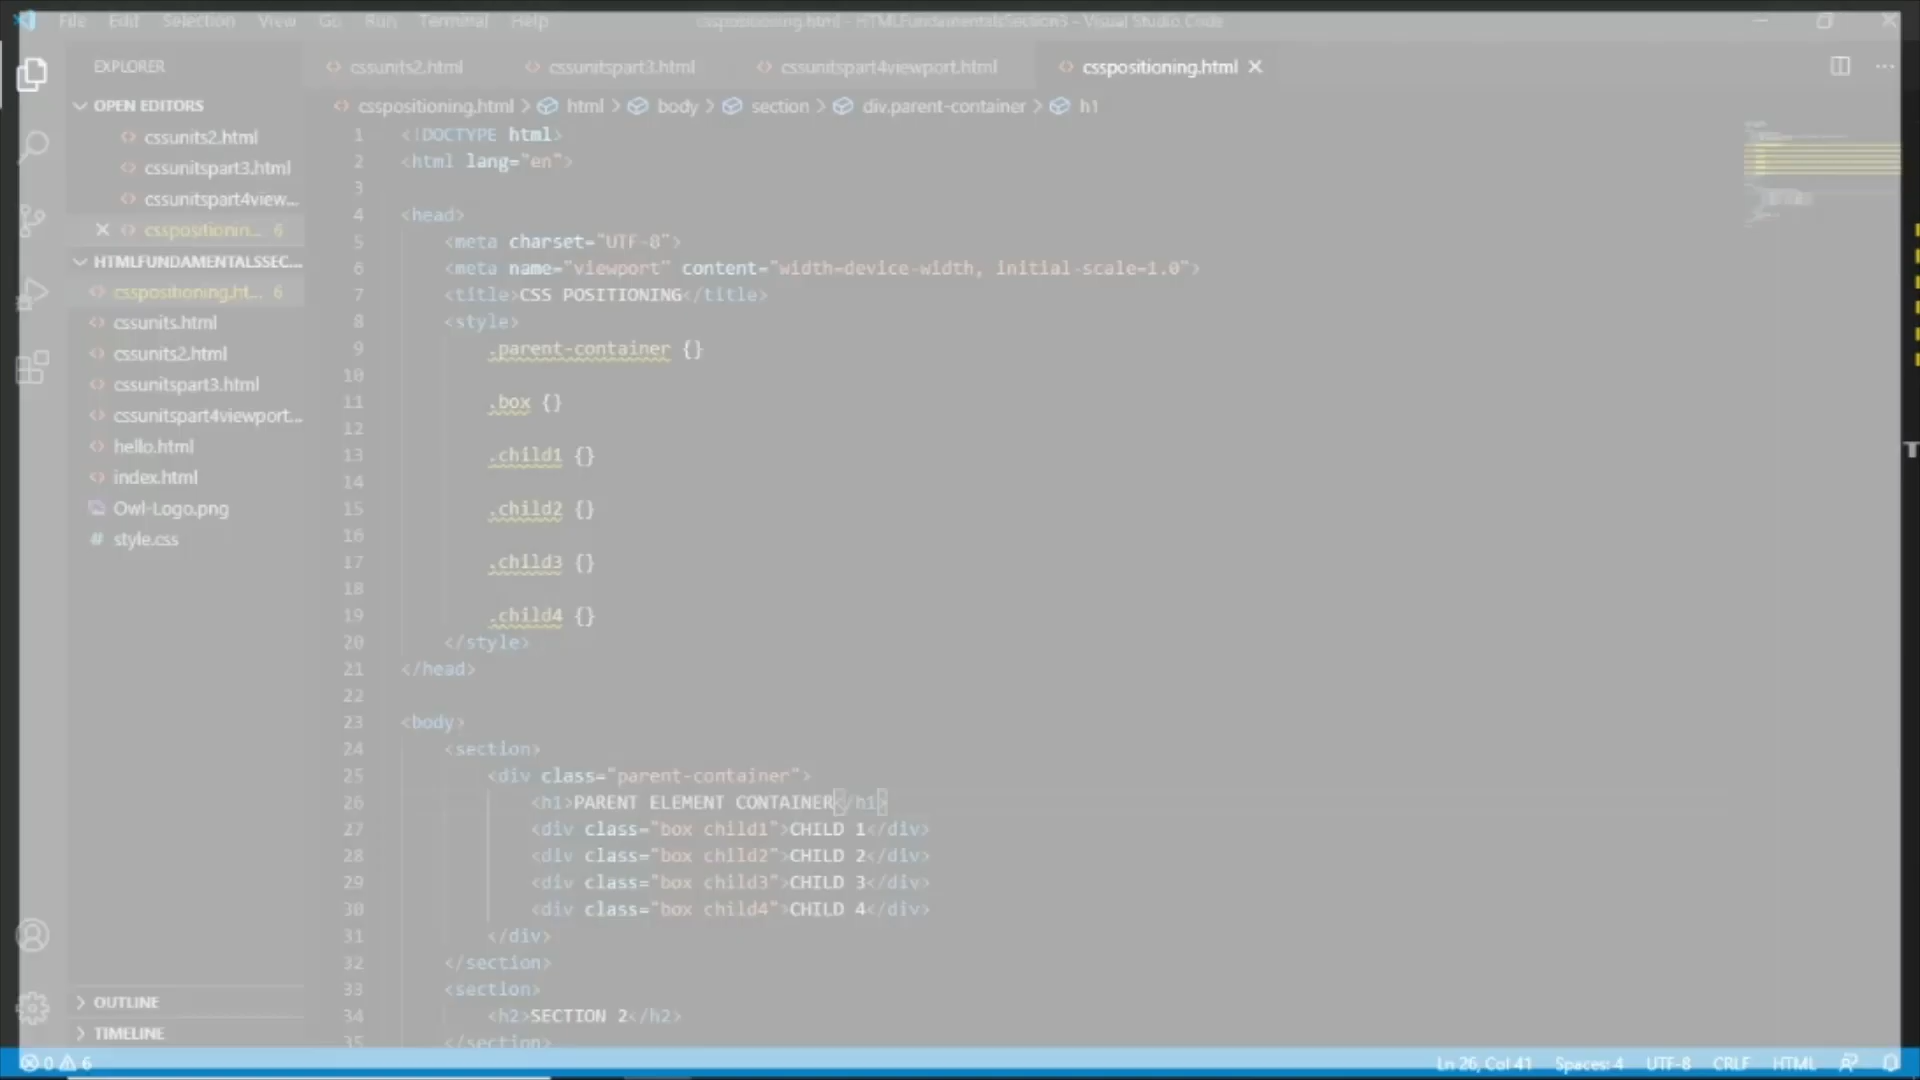 File Edit Selection View Go Run Terminal Help
csspositioning.html - HTMLFundamentalsSection3 - Visual Studio Code
EXPLORER
OPEN EDITORS
cssunits2.html
cssunitspart3.html
cssunitspart4view...
csspositionin... 6
HTMLFUNDAMENTALSSEC...
csspositioning.ht... 6
cssunits.html
cssunits2.html
cssunitspart3.html
cssunitspart4viewport...
hello.html
index.html
Owl-Logo.png
style.css
OUTLINE
TIMELINE
cssunits2.html cssunitspart3.html cssunitspart4viewport.html csspositioning.html
csspositioning.html > html > body > section > div.parent-container > h1
1 <!DOCTYPE html>
2 <html lang="en">
3
4 <head>
5 <meta charset="UTF-8">
6 <meta name="viewport" content="width=device-width, initial-scale=1.0">
7 <title>CSS POSITIONING</title>
8 <style>
9 .parent-container {}
10
11 .box {}
12
13 .child1 {}
14
15 .child2 {}
16
17 .child3 {}
18
19 .child4 {}
20 </style>
21 </head>
22
23 <body>
24 <section>
25 <div class="parent-container">
26 <h1>PARENT ELEMENT CONTAINER</h1>
27 <div class="box child1">CHILD 1</div>
28 <div class="box child2">CHILD 2</div>
29 <div class="box child3">CHILD 3</div>
30 <div class="box child4">CHILD 4</div>
31 </div>
32 </section>
33 <section>
34 <h2>SECTION 2</h2>
35 </section>
T
0 6
Ln 26, Col 41 Spaces: 4 UTF-8 CRLF HTML